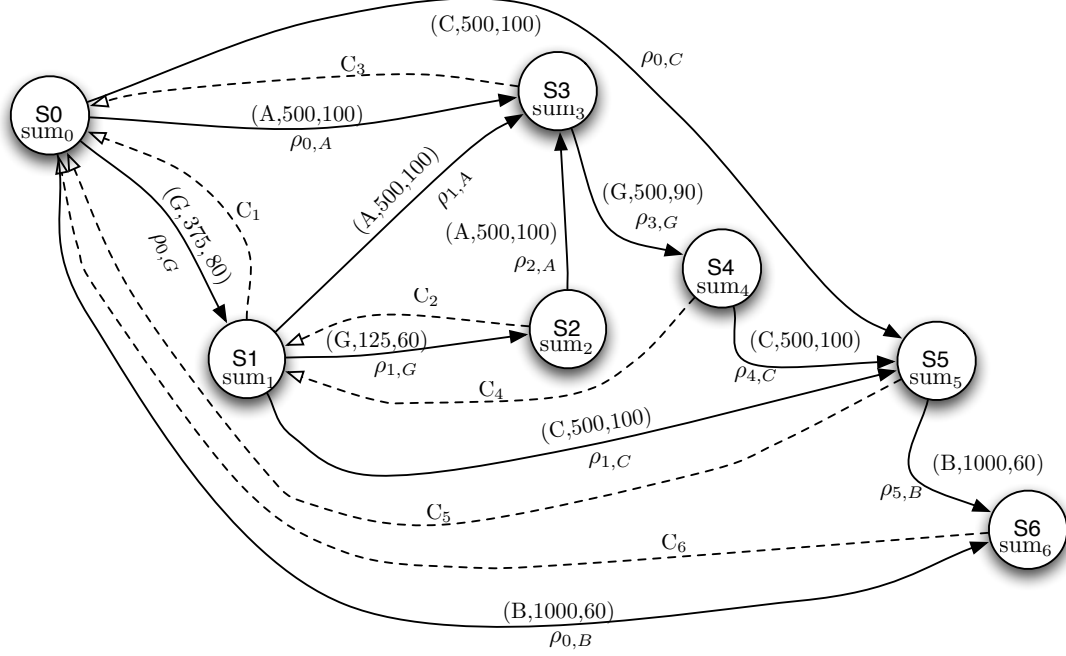 (C,500,100)
ρ₀,C
C₃
S3
sum₃
S0
sum₀
(A,500,100)
ρ₀,A
(A,500,100)
ρ₁,A
(G,500,90)
ρ₃,G
C₁
(G,375,80)
ρ₀,G
(A,500,100)
ρ₂,A
S4
sum₄
C₂
S2
sum₂
(G,125,60)
ρ₁,G
S1
sum₁
(C,500,100)
ρ₄,C
S5
sum₅
C₄
(C,500,100)
ρ₁,C
(B,1000,60)
ρ₅,B
C₅
S6
sum₆
C₆
(B,1000,60)
ρ₀,B